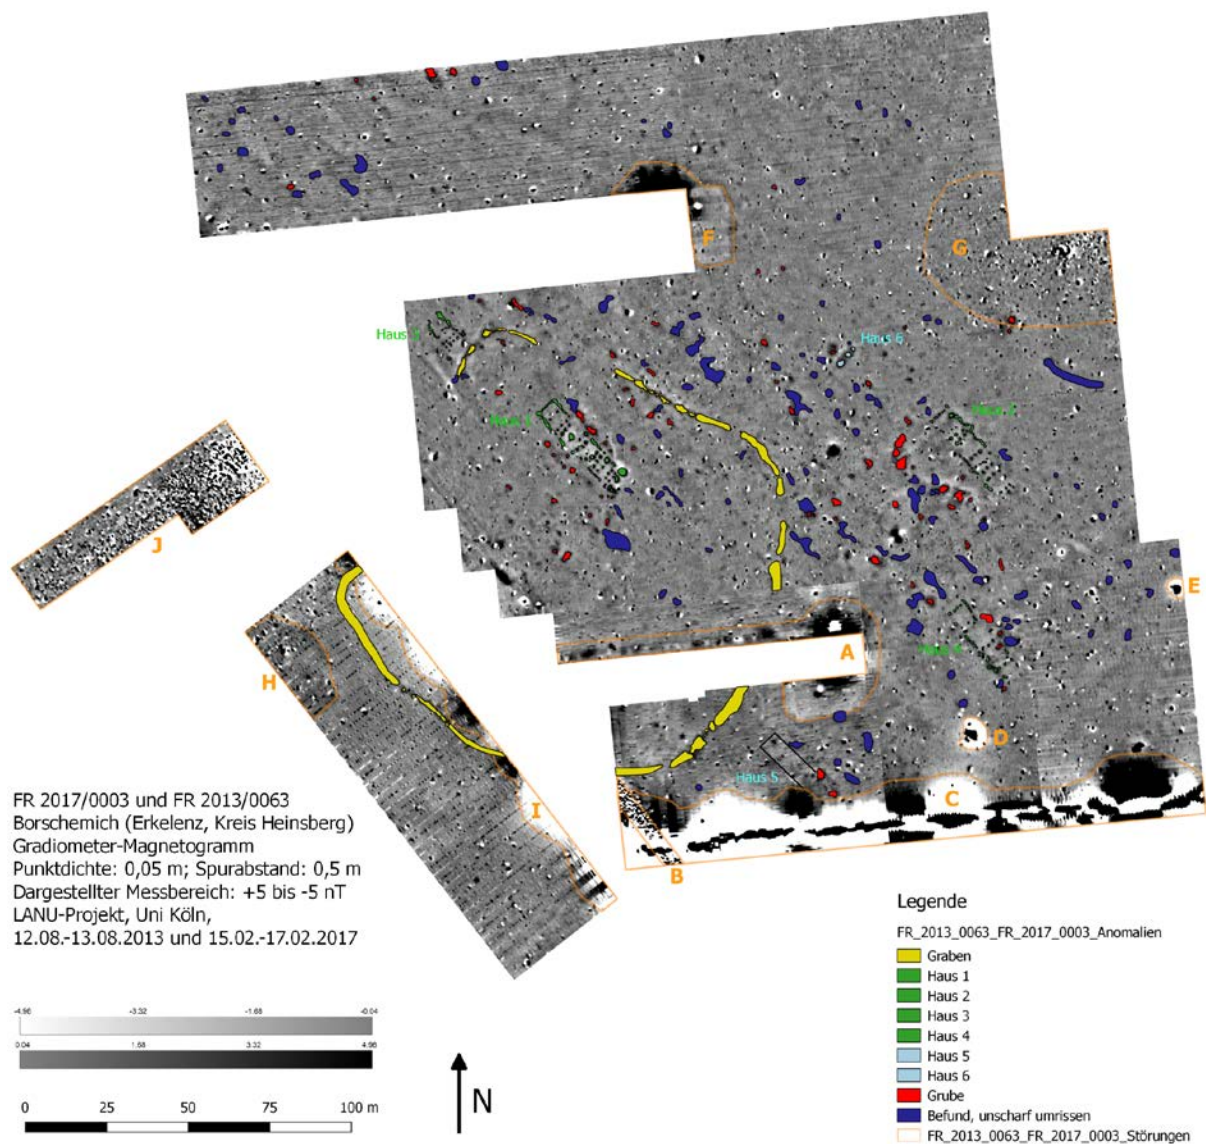 F
G
Haus 3
Haus 6
Haus 1
Haus 2
J
E
A
H
Haus 4
D
Haus 5
I
C
B
FR 2017/0003 und FR 2013/0063
Borschemich (Erkelenz, Kreis Heinsberg)
Gradiometer-Magnetogramm
Punktdichte: 0,05 m; Spurabstand: 0,5 m
Dargestellter Messbereich: +5 bis -5 nT
LANU-Projekt, Uni Köln,
12.08.-13.08.2013 und 15.02.-17.02.2017
-4.96 -3.32 -1.68 -0.04
0.04 1.68 3.32 4.96
0 25 50 75 100 m
N
Legende
FR_2013_0063_FR_2017_0003_Anomalien
Graben
Haus 1
Haus 2
Haus 3
Haus 4
Haus 5
Haus 6
Grube
Befund, unscharf umrissen
FR_2013_0063_FR_2017_0003_Störungen